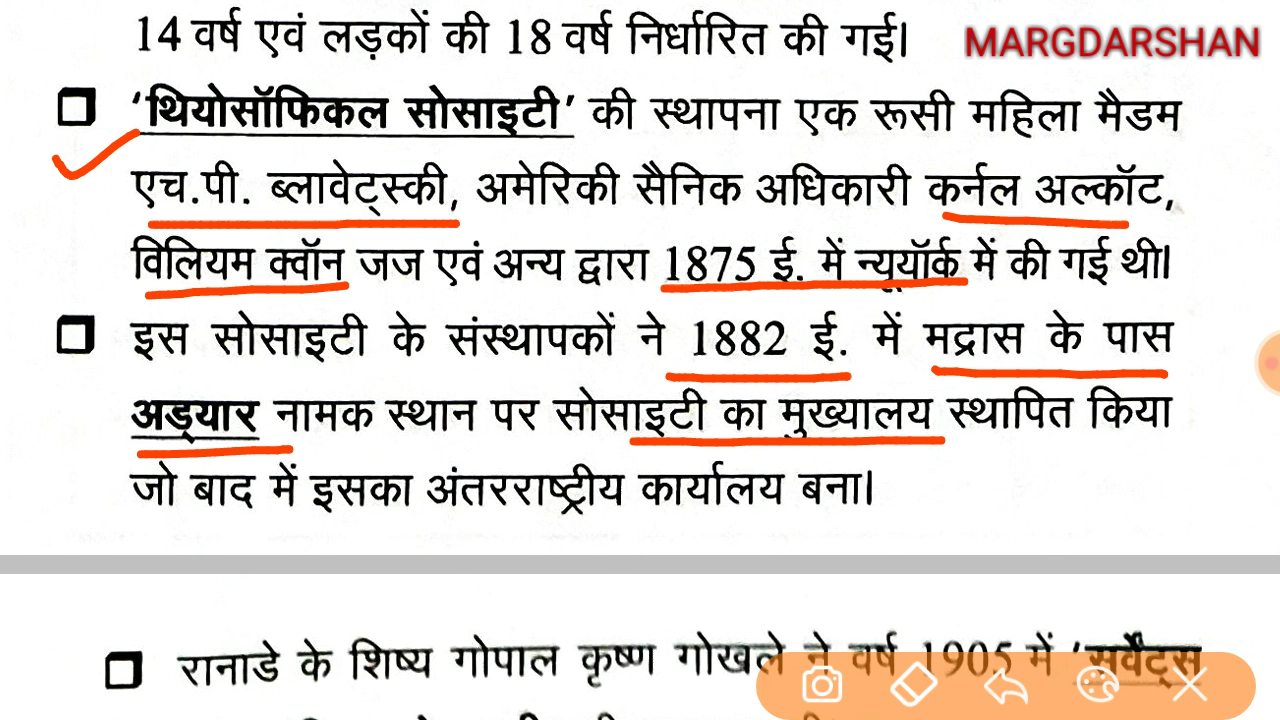 14 वर्ष एवं लड़कों की 18 वर्ष निर्धारित की गई।
MARGDARSHAN
'थियोसॉफिकल सोसाइटी' की स्थापना एक रूसी महिला मैडम
एच.पी. ब्लावेट्स्की, अमेरिकी सैनिक अधिकारी कर्नल अल्कॉट,
विलियम क्वॉन जज एवं अन्य द्वारा 1875 ई. में न्यूयॉर्क में की गई थी।
इस सोसाइटी के संस्थापकों ने 1882 ई. में मद्रास के पास
अड्यार नामक स्थान पर सोसाइटी का मुख्यालय स्थापित किया
जो बाद में इसका अंतरराष्ट्रीय कार्यालय बना।
रानाडे के शिष्य गोपाल कृष्ण गोखले ने वर्ष 1905 में 'सर्वेंट्स